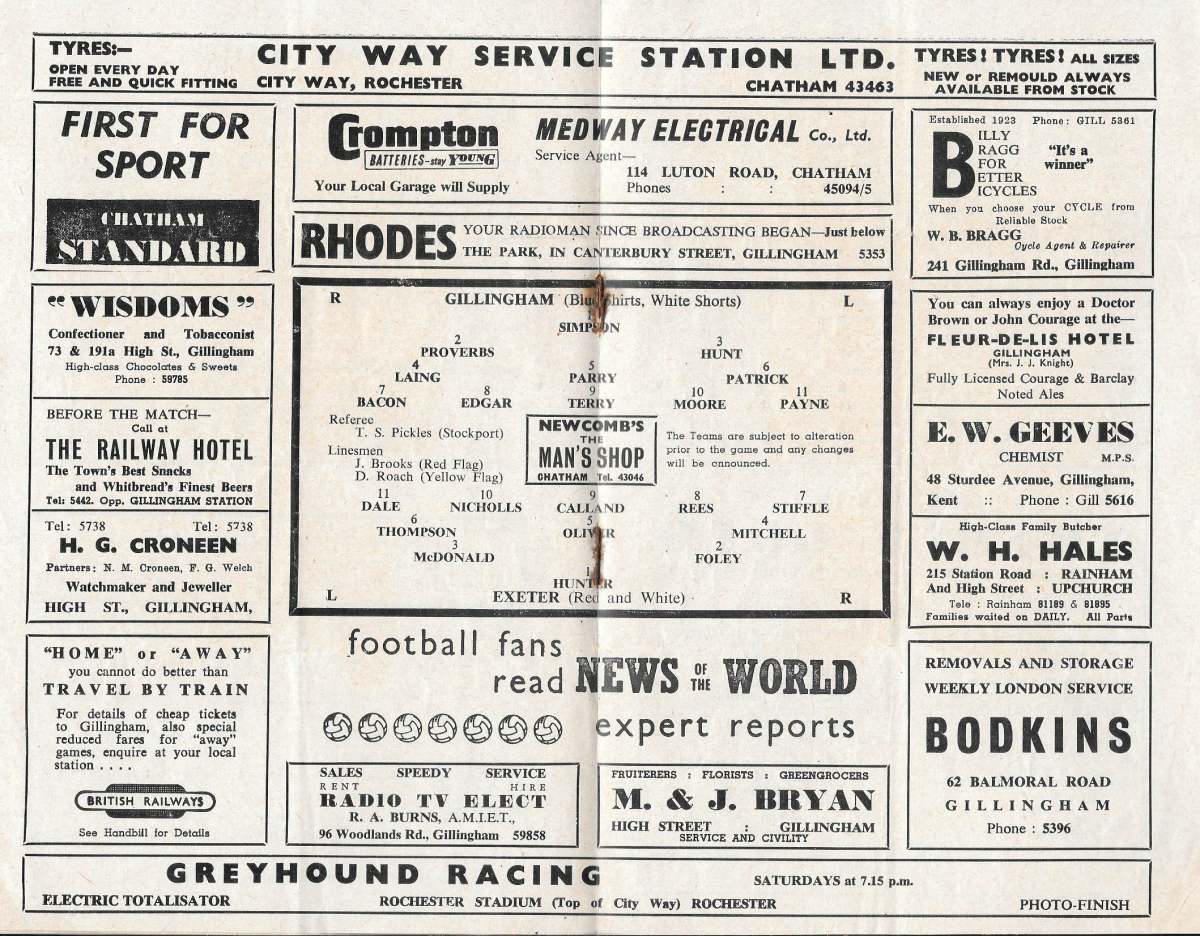 TYRES:—
OPEN EVERY DAY
FREE AND QUICK FITTING
CITY WAY SERVICE STATION LTD.
CITY WAY, ROCHESTER
CHATHAM 43463
TYRES! TYRES! ALL SIZES
NEW or REMOULD ALWAYS
AVAILABLE FROM STOCK
FIRST FOR
SPORT
CHATHAM
STANDARD
Crompton
BATTERIES-stay YOUNG
Your Local Garage will Supply
MEDWAY ELECTRICAL Co., Ltd.
Service Agent—
114 LUTON ROAD, CHATHAM
Phones : : 45094/5
RHODES
YOUR RADIOMAN SINCE BROADCASTING BEGAN—Just below
THE PARK, IN CANTERBURY STREET, GILLINGHAM 5353
Established 1923 Phone: GILL 5361
BILLY
BRAGG
FOR
BETTER
BICYCLES
"It's a
winner"
When you choose your CYCLE from
Reliable Stock
W. B. BRAGG
Cycle Agent & Repairer
241 Gillingham Rd., Gillingham
"WISDOMS"
Confectioner and Tobacconist
73 & 191a High St., Gillingham
High-class Chocolates & Sweets
Phone : 59785
BEFORE THE MATCH—
Call at
THE RAILWAY HOTEL
The Town's Best Snacks
and Whitbread's Finest Beers
Tel: 5442. Opp. GILLINGHAM STATION
Tel: 5738 Tel: 5738
H. G. CRONEEN
Partners: N. M. Croneen, F. G. Welch
Watchmaker and Jeweller
HIGH ST., GILLINGHAM,
R GILLINGHAM (Blue Shirts, White Shorts) L
1
SIMPSON
2 3
PROVERBS HUNT
4 5 6
LAING PARRY PATRICK
7 8 9 10 11
BACON EDGAR TERRY MOORE PAYNE
Referee
T. S. Pickles (Stockport)
Linesmen
J. Brooks (Red Flag)
D. Roach (Yellow Flag)
NEWCOMB'S
THE
MAN'S SHOP
CHATHAM Tel. 43046
The Teams are subject to alteration
prior to the game and any changes
will be announced.
11 10 9 8 7
DALE NICHOLLS CALLAND REES STIFFLE
6 5 4
THOMPSON OLIVER MITCHELL
3 2
McDONALD FOLEY
1
HUNTER
L EXETER (Red and White) R
You can always enjoy a Doctor
Brown or John Courage at the—
FLEUR-DE-LIS HOTEL
GILLINGHAM
(Mrs. J. J. Knight)
Fully Licensed Courage & Barclay
Noted Ales
E. W. GEEVES
CHEMIST M.P.S.
48 Sturdee Avenue, Gillingham,
Kent :: Phone : Gill 5616
High-Class Family Butcher
W. H. HALES
215 Station Road : RAINHAM
And High Street : UPCHURCH
Tele : Rainham 81189 & 81895
Families waited on DAILY. All Parts
"HOME" or "AWAY"
you cannot do better than
TRAVEL BY TRAIN
For details of cheap tickets
to Gillingham, also special
reduced fares for "away"
games, enquire at your local
station . . . .
BRITISH RAILWAYS
See Handbill for Details
football fans
read NEWS OF THE WORLD
expert reports
SALES SPEEDY SERVICE
RENT HIRE
RADIO TV ELECT
R. A. BURNS, A.M.I.E.T.,
96 Woodlands Rd., Gillingham 59858
FRUITERERS : FLORISTS : GREENGROCERS
M. & J. BRYAN
HIGH STREET : GILLINGHAM
SERVICE AND CIVILITY
REMOVALS AND STORAGE
WEEKLY LONDON SERVICE
BODKINS
62 BALMORAL ROAD
GILLINGHAM
Phone : 5396
GREYHOUND RACING
SATURDAYS at 7.15 p.m.
ELECTRIC TOTALISATOR
ROCHESTER STADIUM (Top of City Way) ROCHESTER
PHOTO-FINISH